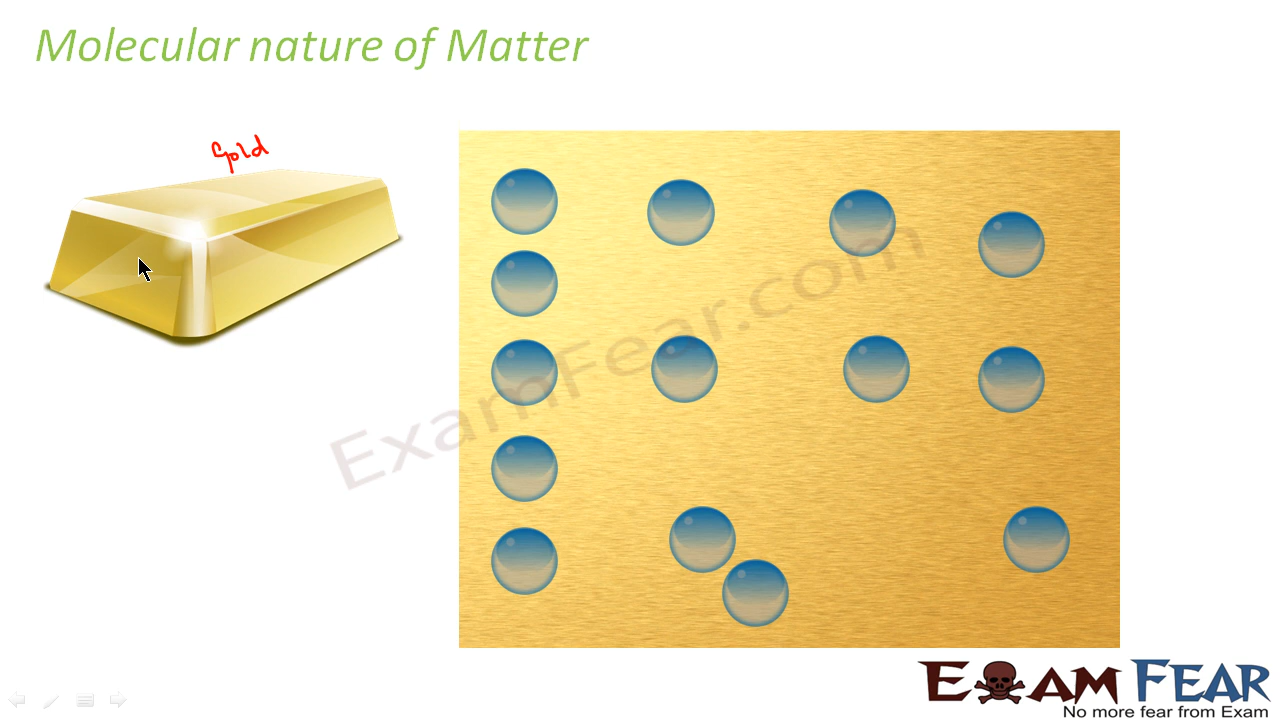 Molecular nature of Matter
Gold
ExamFear.com
EXAM FEAR
No more fear from Exam